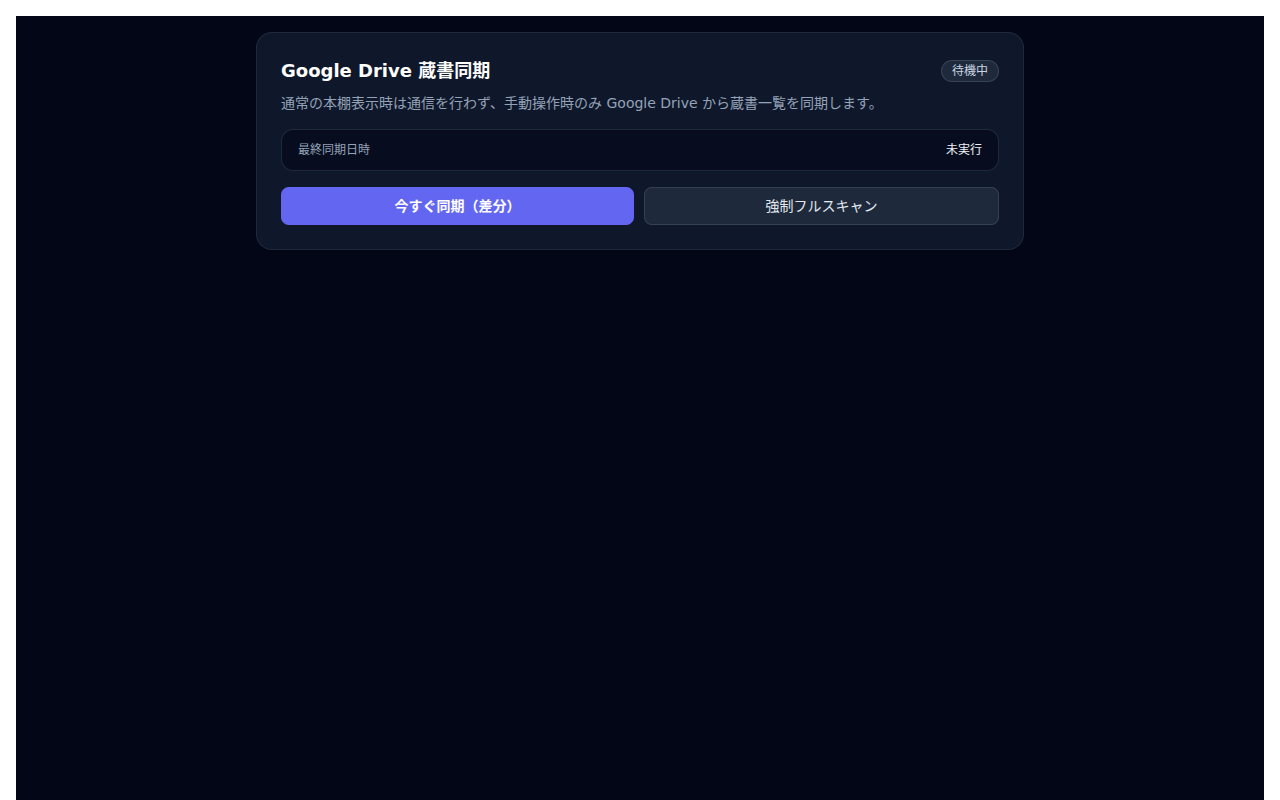 Google Drive 蔵書同期
待機中
通常の本棚表示時は通信を行わず、手動操作時のみ Google Drive から蔵書一覧を同期します。
最終同期日時
未実行
今すぐ同期（差分）
強制フルスキャン